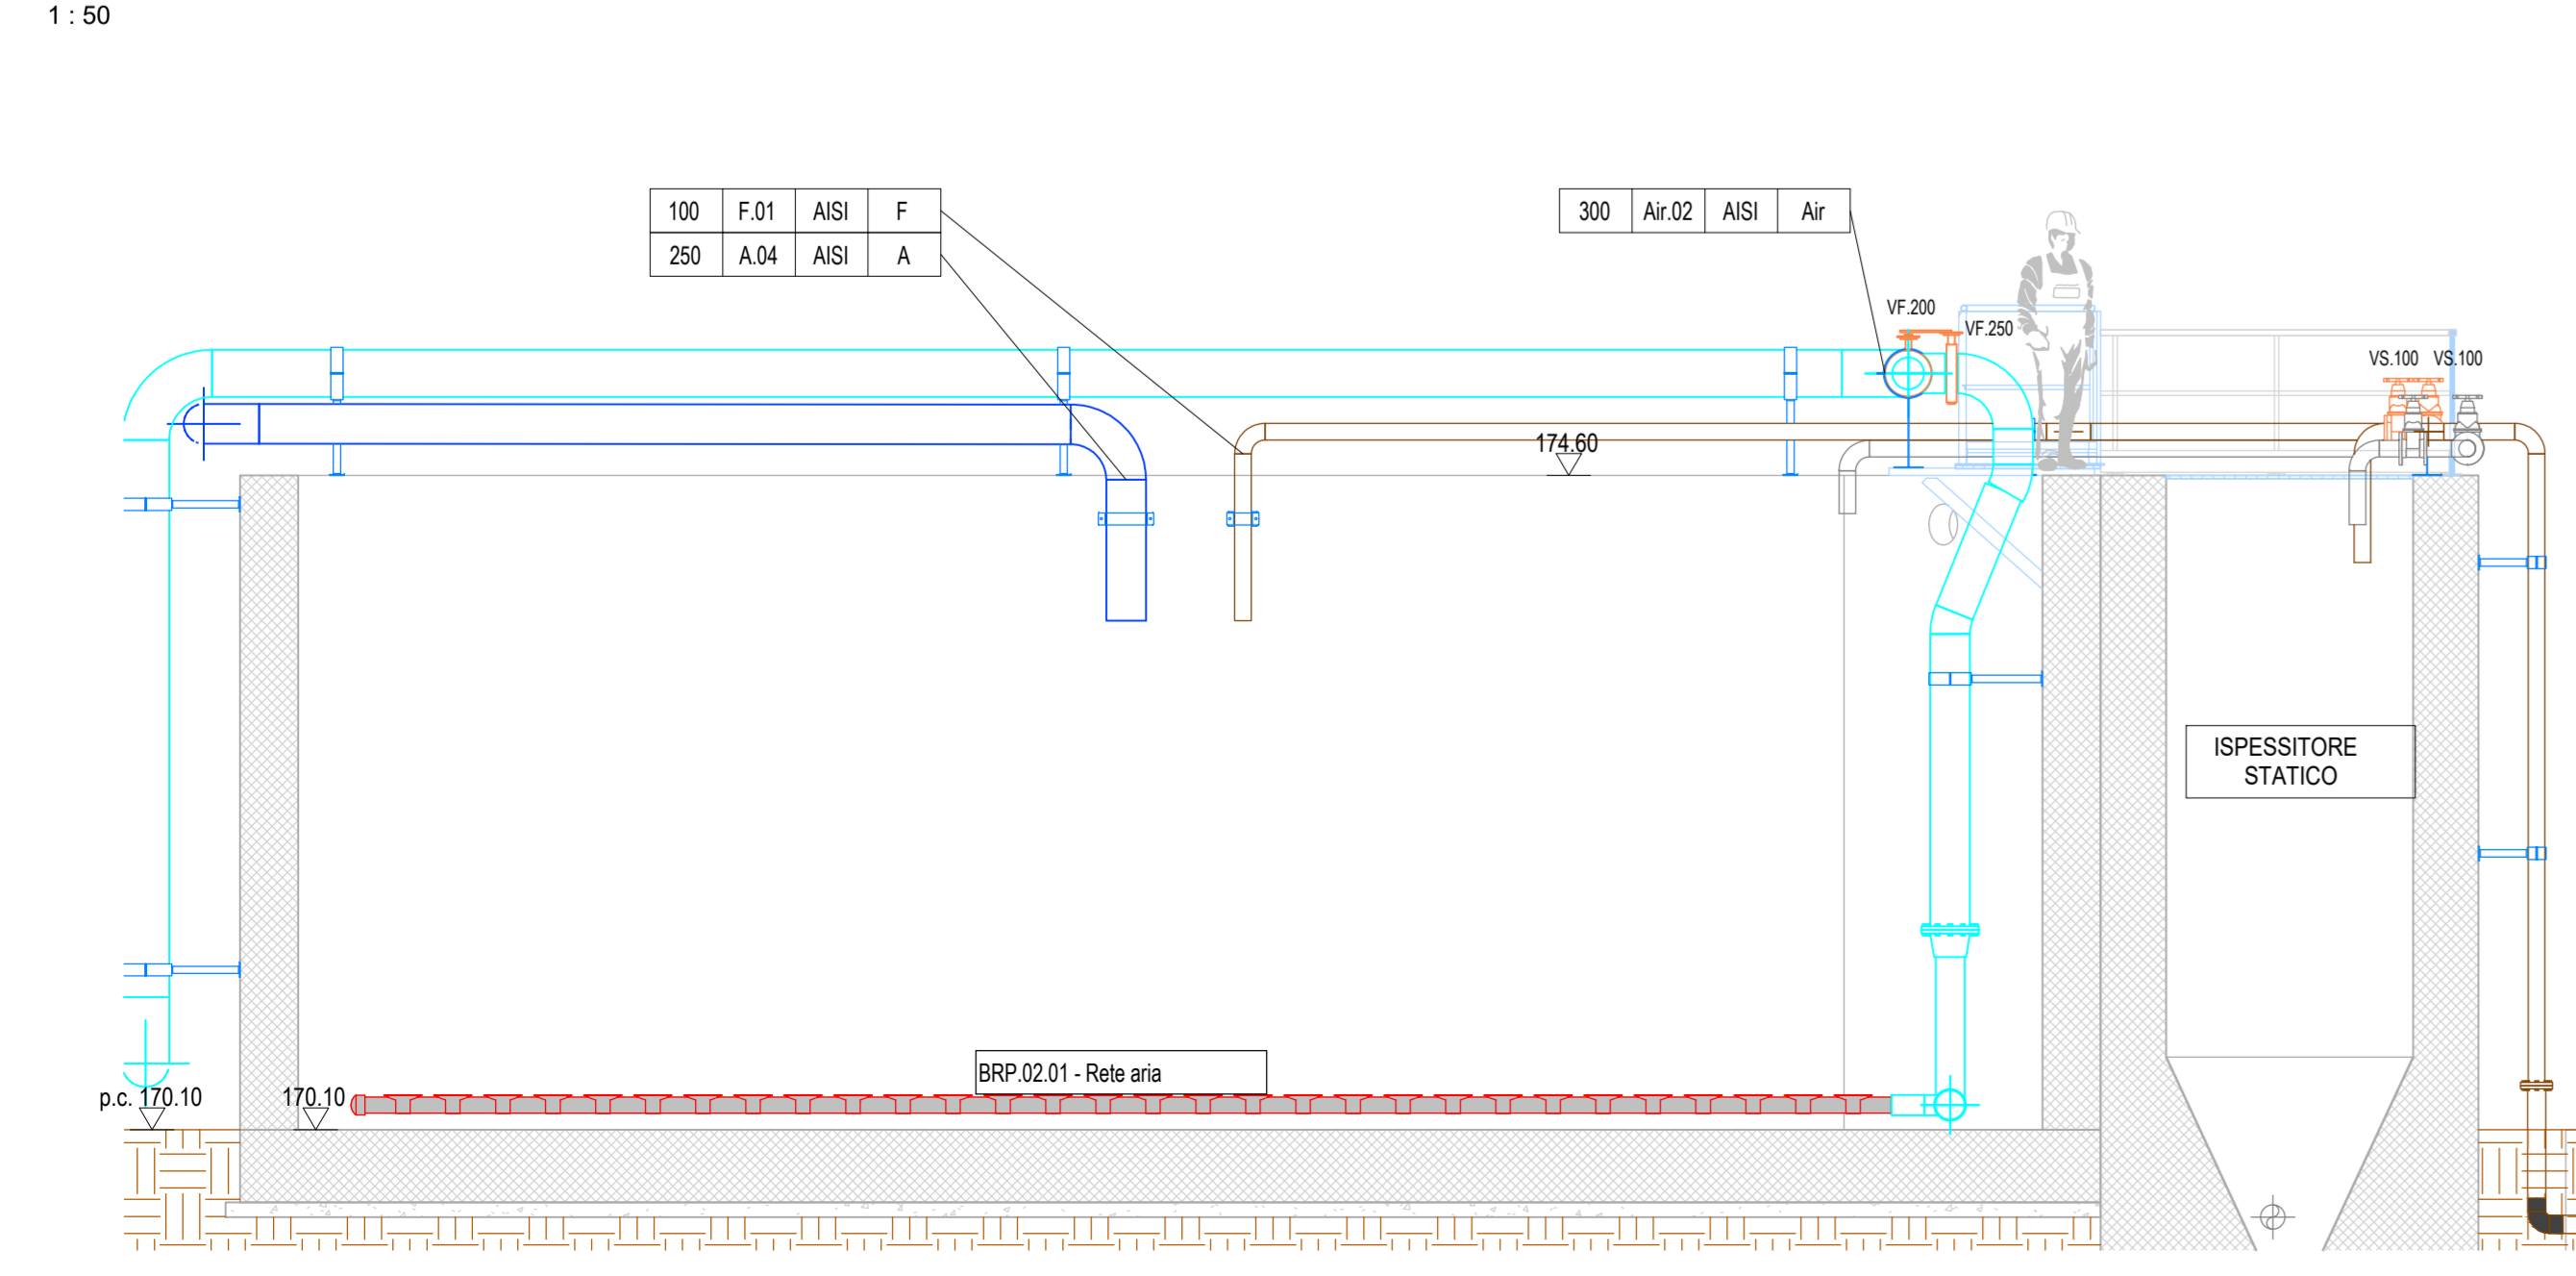 1 : 50
100 F.01 AISI F
250 A.04 AISI A
300 Air.02 AISI Air
VF.200
VF.250
VS.100 VS.100
174.60
ISPESSITORE
STATICO
BRP.02.01 - Rete aria
p.c. 170.10
170.10